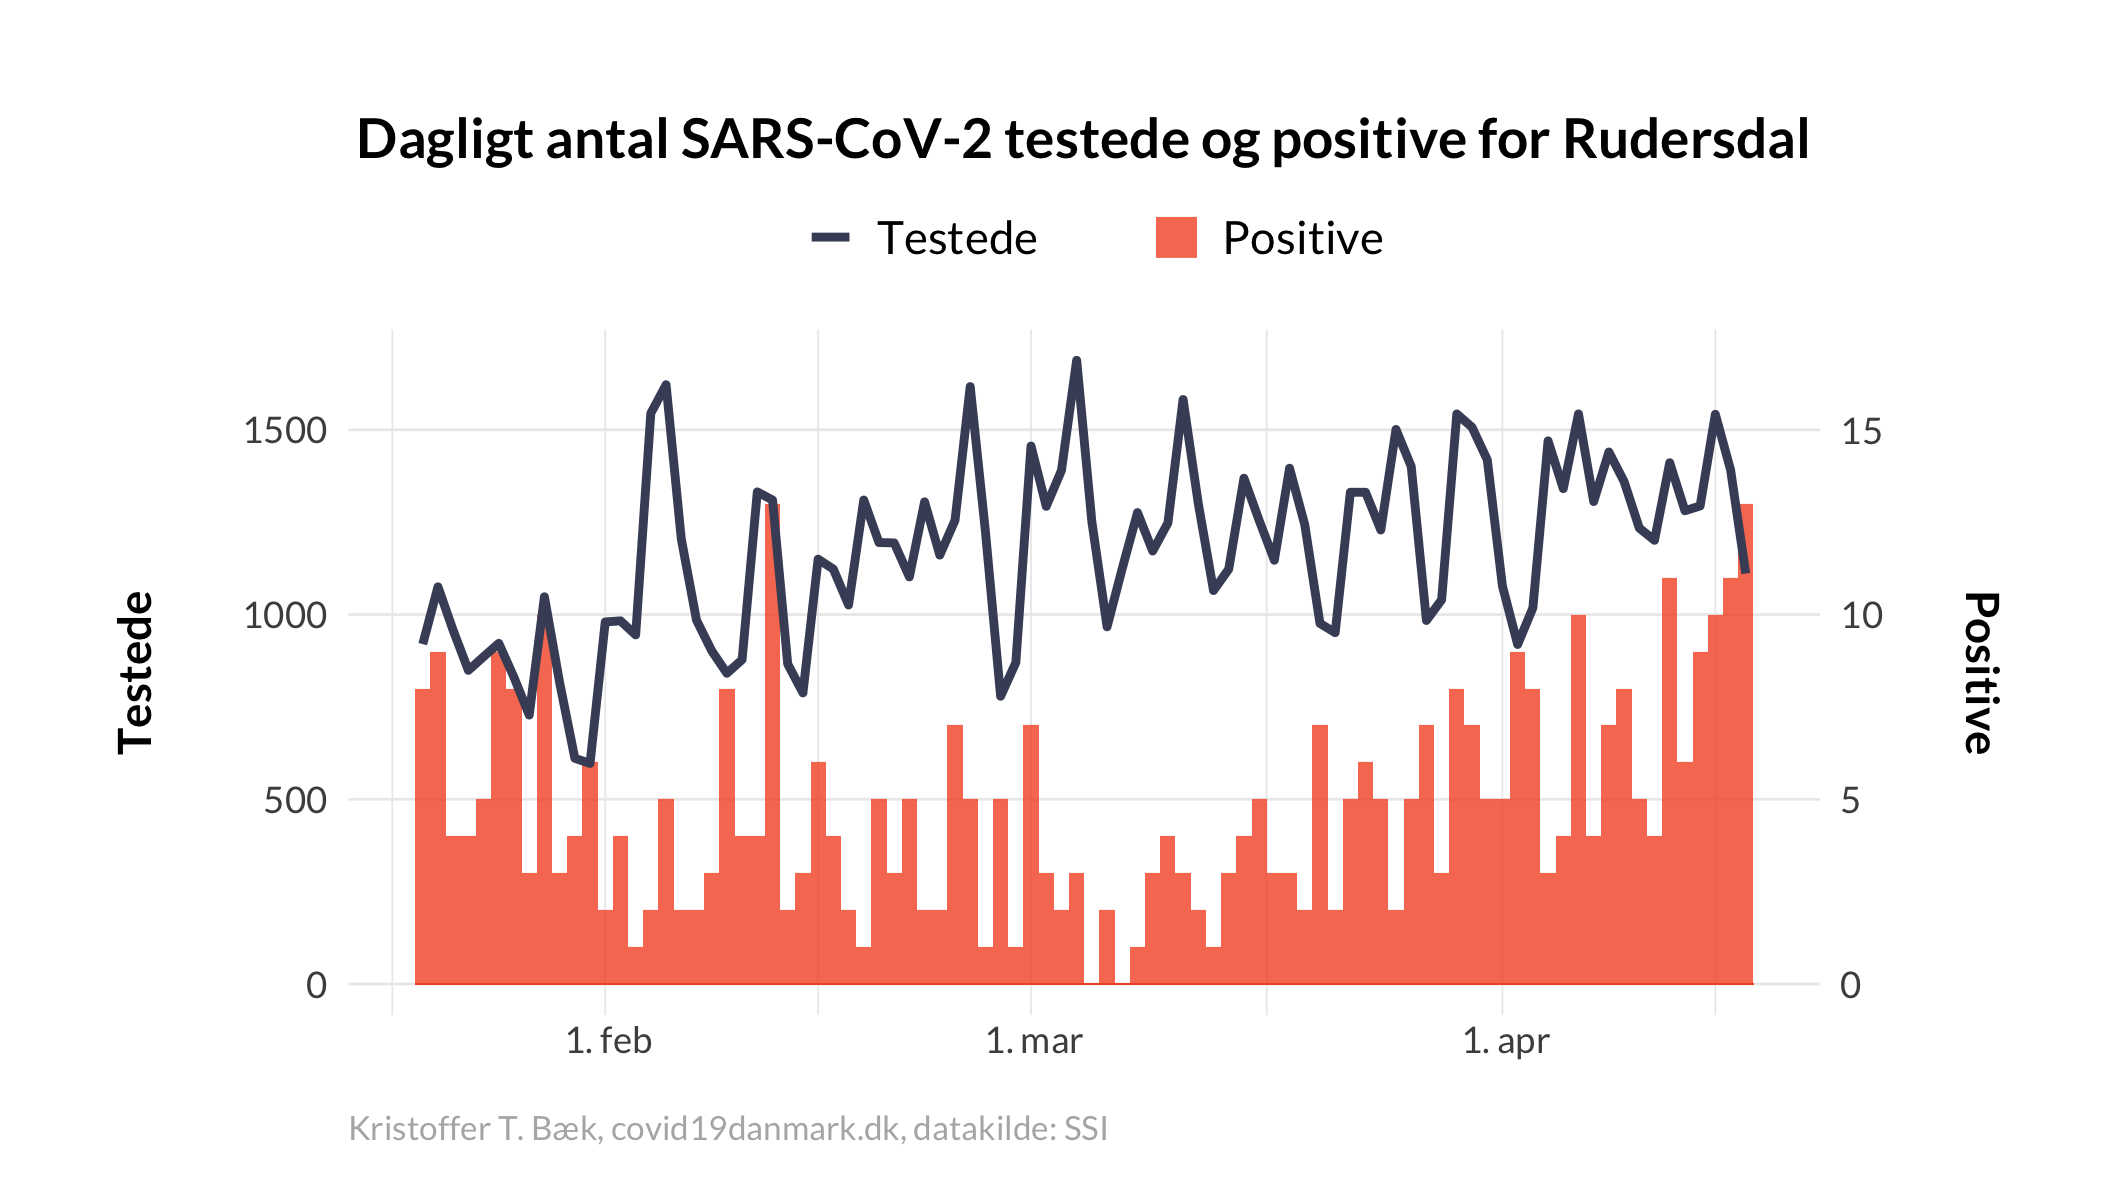 Dagligt antal SARS-CoV-2 testede og positive for Rudersdal
Testede Positive
1500 15
1000 10
500 5
0 0
Testede
Positive
1. feb 1. mar 1. apr
Kristoffer T. Bæk, covid19danmark.dk, datakilde: SSI